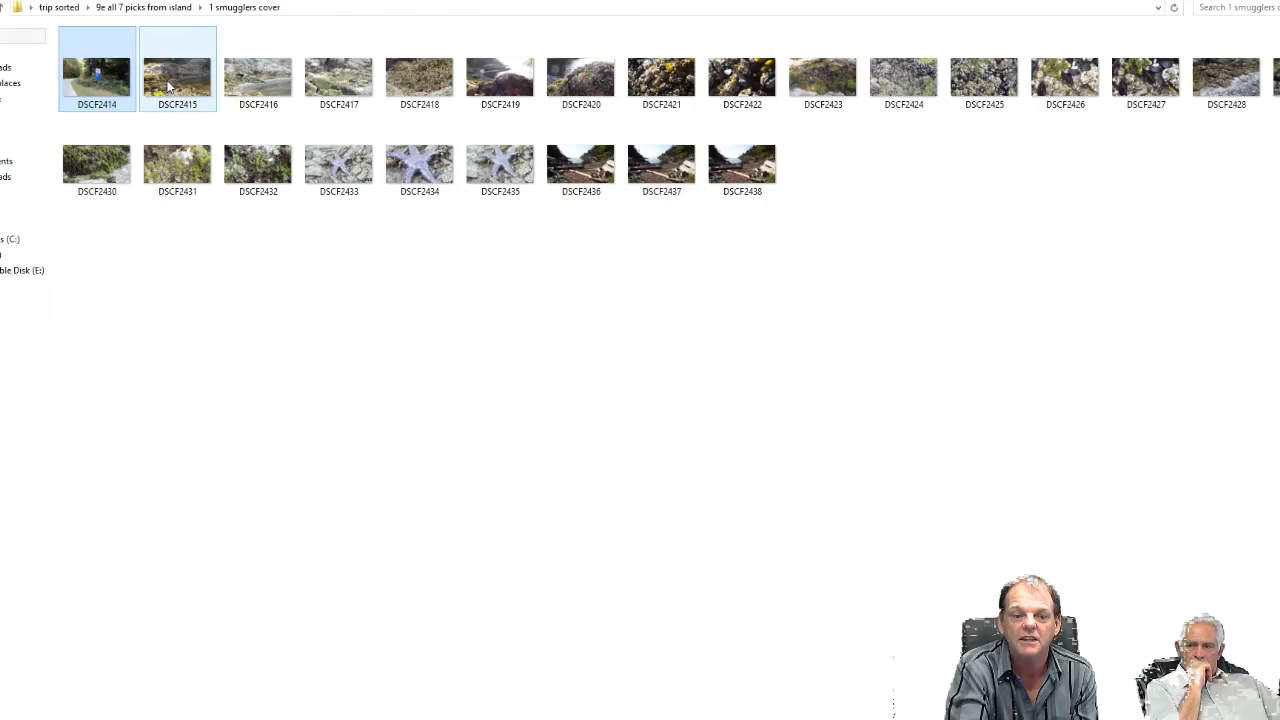 trip sorted > 9e all 7 picks from island > 1 smugglers cover
Search 1 smugglers c
ads
places
DSCF2414 DSCF2415 DSCF2416 DSCF2417 DSCF2418 DSCF2419 DSCF2420 DSCF2421 DSCF2422 DSCF2423 DSCF2424 DSCF2425 DSCF2426 DSCF2427 DSCF2428
ents
ads
DSCF2430 DSCF2431 DSCF2432 DSCF2433 DSCF2434 DSCF2435 DSCF2436 DSCF2437 DSCF2438
s (C:)
ble Disk (E:)